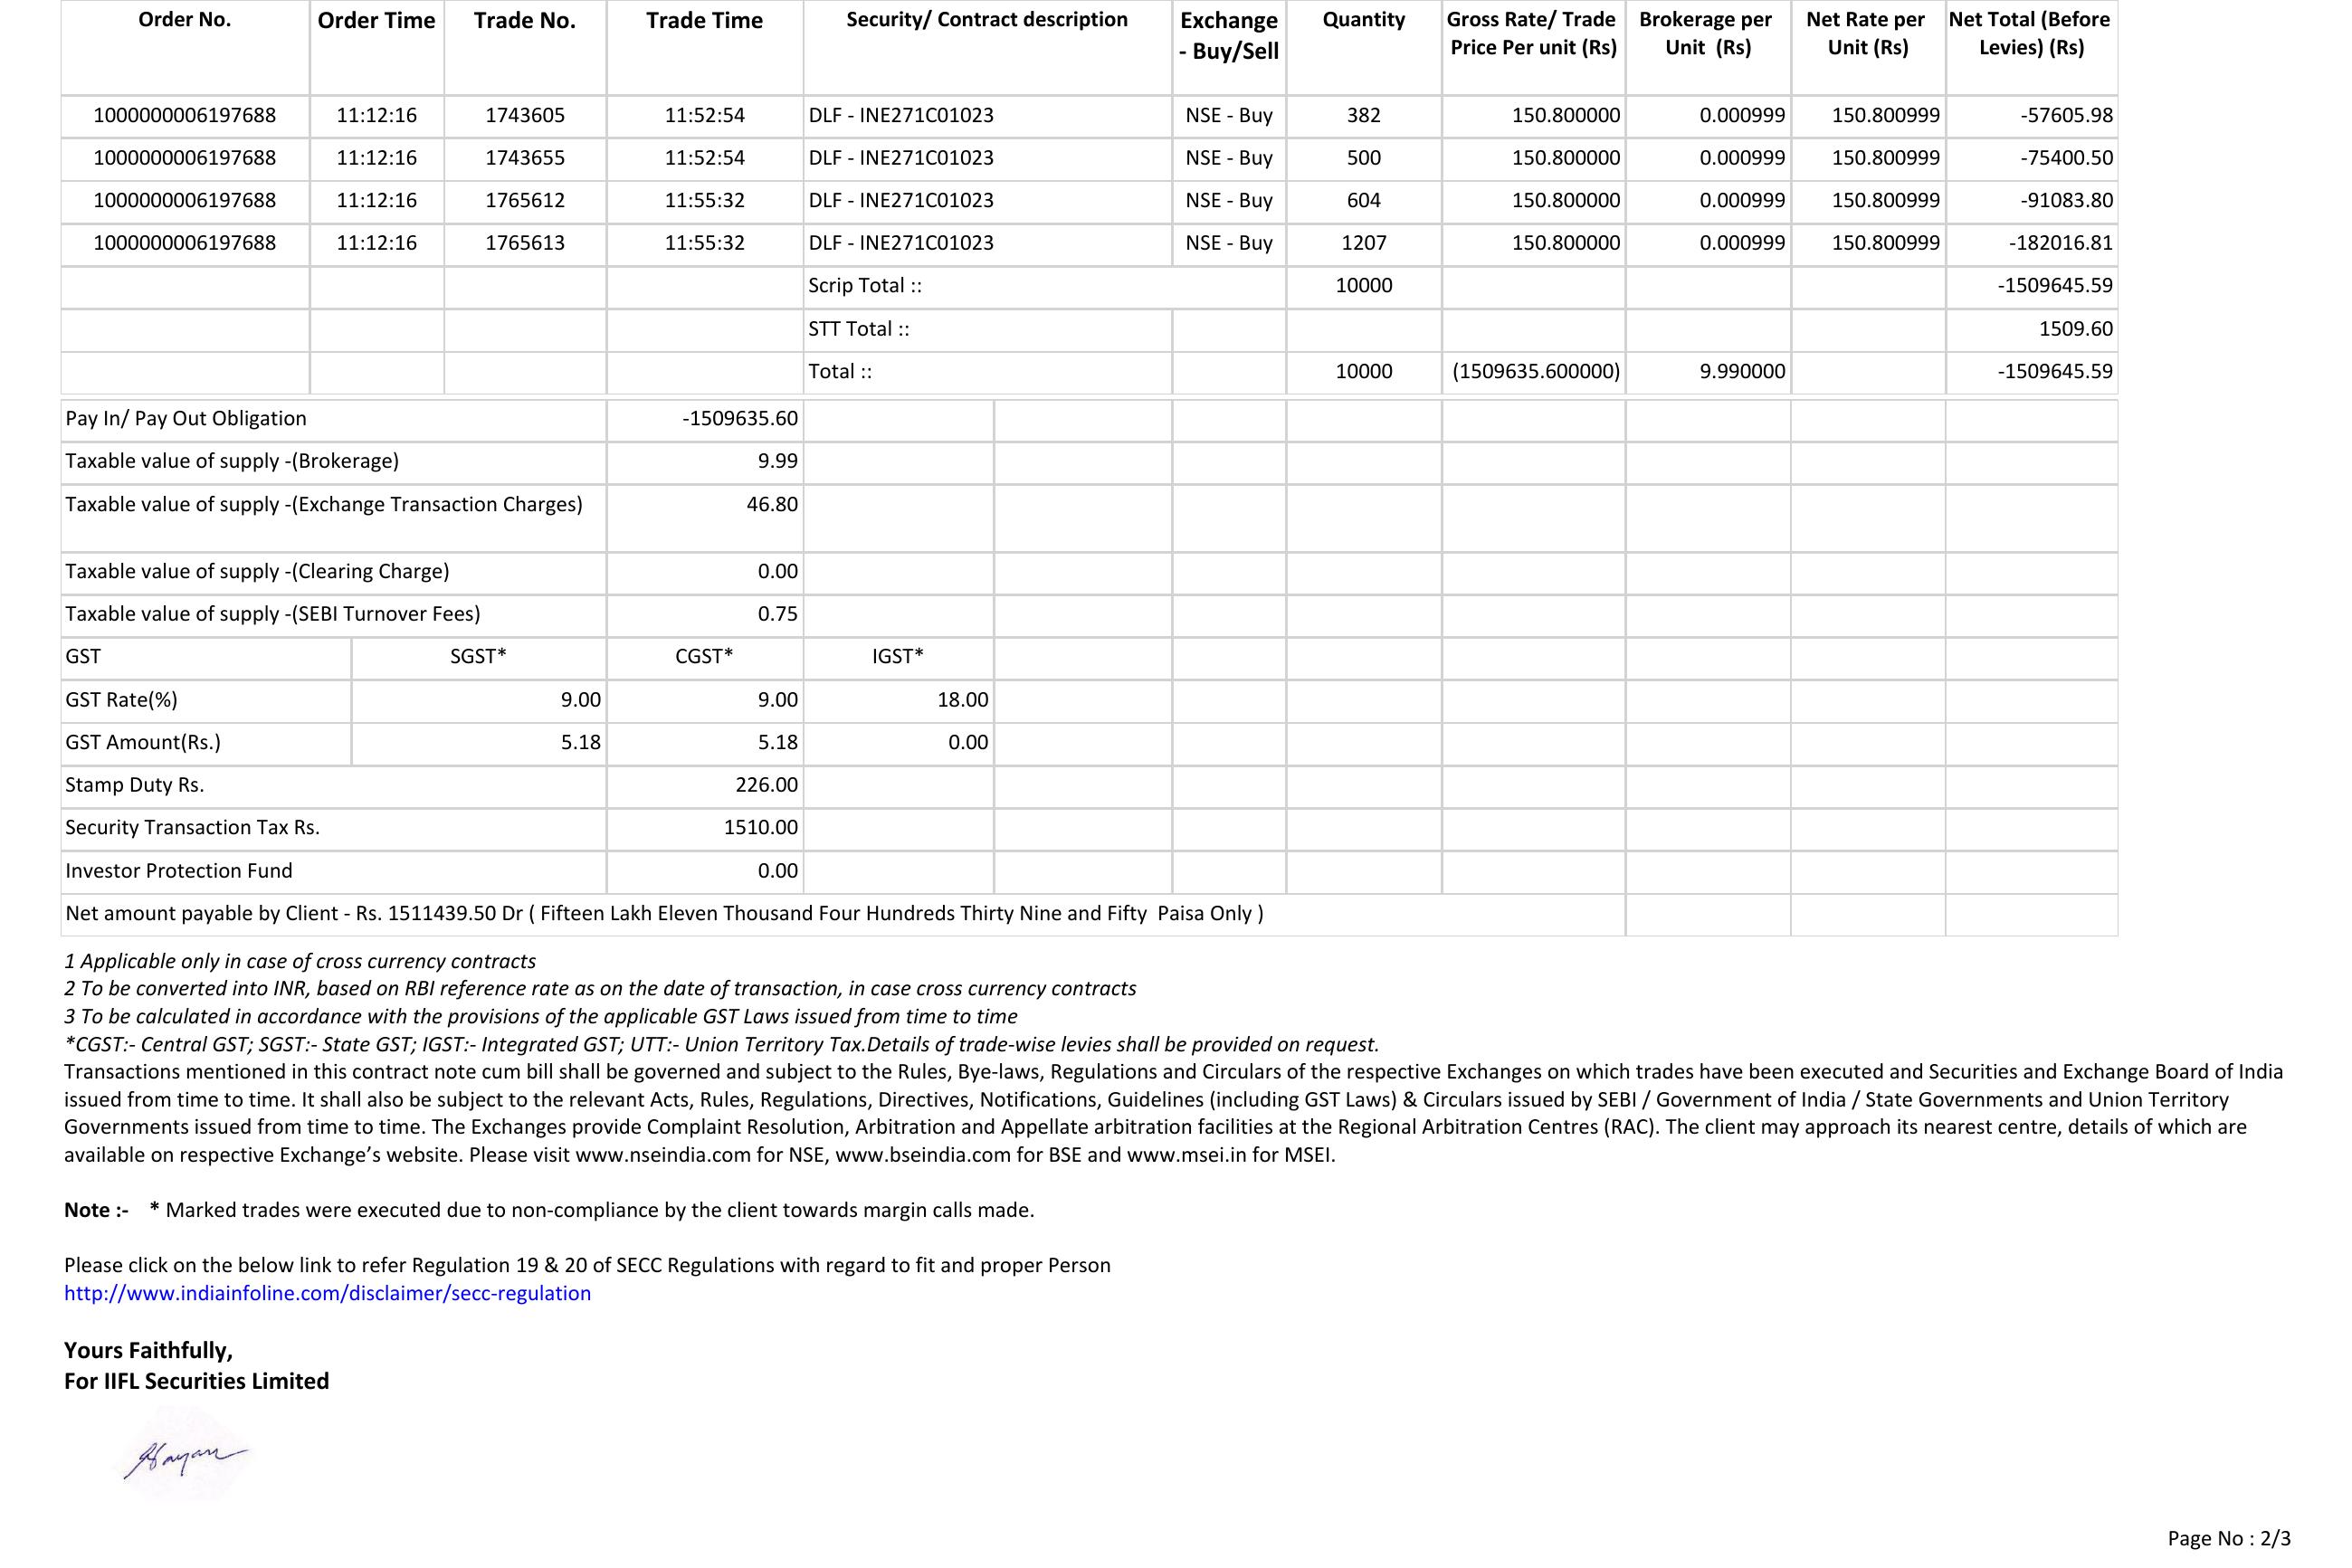 Order No. Order Time Trade No. Trade Time Security/ Contract description Exchange - Buy/Sell Quantity Gross Rate/ Trade Price Per unit (Rs) Brokerage per Unit (Rs) Net Rate per Unit (Rs) Net Total (Before Levies) (Rs)
1000000006197688 11:12:16 1743605 11:52:54 DLF - INE271C01023 NSE - Buy 382 150.800000 0.000999 150.800999 -57605.98
1000000006197688 11:12:16 1743655 11:52:54 DLF - INE271C01023 NSE - Buy 500 150.800000 0.000999 150.800999 -75400.50
1000000006197688 11:12:16 1765612 11:55:32 DLF - INE271C01023 NSE - Buy 604 150.800000 0.000999 150.800999 -91083.80
1000000006197688 11:12:16 1765613 11:55:32 DLF - INE271C01023 NSE - Buy 1207 150.800000 0.000999 150.800999 -182016.81
Scrip Total :: 10000 -1509645.59
STT Total :: 1509.60
Total :: 10000 (1509635.600000) 9.990000 -1509645.59
Pay In/ Pay Out Obligation -1509635.60
Taxable value of supply -(Brokerage) 9.99
Taxable value of supply -(Exchange Transaction Charges) 46.80
Taxable value of supply -(Clearing Charge) 0.00
Taxable value of supply -(SEBI Turnover Fees) 0.75
GST SGST* CGST* IGST*
GST Rate(%) 9.00 9.00 18.00
GST Amount(Rs.) 5.18 5.18 0.00
Stamp Duty Rs. 226.00
Security Transaction Tax Rs. 1510.00
Investor Protection Fund 0.00
Net amount payable by Client - Rs. 1511439.50 Dr ( Fifteen Lakh Eleven Thousand Four Hundreds Thirty Nine and Fifty  Paisa Only )
1 Applicable only in case of cross currency contracts
2 To be converted into INR, based on RBI reference rate as on the date of transaction, in case cross currency contracts
3 To be calculated in accordance with the provisions of the applicable GST Laws issued from time to time
*CGST:- Central GST; SGST:- State GST; IGST:- Integrated GST; UTT:- Union Territory Tax.Details of trade-wise levies shall be provided on request.
Transactions mentioned in this contract note cum bill shall be governed and subject to the Rules, Bye-laws, Regulations and Circulars of the respective Exchanges on which trades have been executed and Securities and Exchange Board of India
issued from time to time. It shall also be subject to the relevant Acts, Rules, Regulations, Directives, Notifications, Guidelines (including GST Laws) & Circulars issued by SEBI / Government of India / State Governments and Union Territory
Governments issued from time to time. The Exchanges provide Complaint Resolution, Arbitration and Appellate arbitration facilities at the Regional Arbitration Centres (RAC). The client may approach its nearest centre, details of which are
available on respective Exchange’s website. Please visit www.nseindia.com for NSE, www.bseindia.com for BSE and www.msei.in for MSEI.
Note :- * Marked trades were executed due to non-compliance by the client towards margin calls made.
Please click on the below link to refer Regulation 19 & 20 of SECC Regulations with regard to fit and proper Person
http://www.indiainfoline.com/disclaimer/secc-regulation
Yours Faithfully,
For IIFL Securities Limited
Page No : 2/3